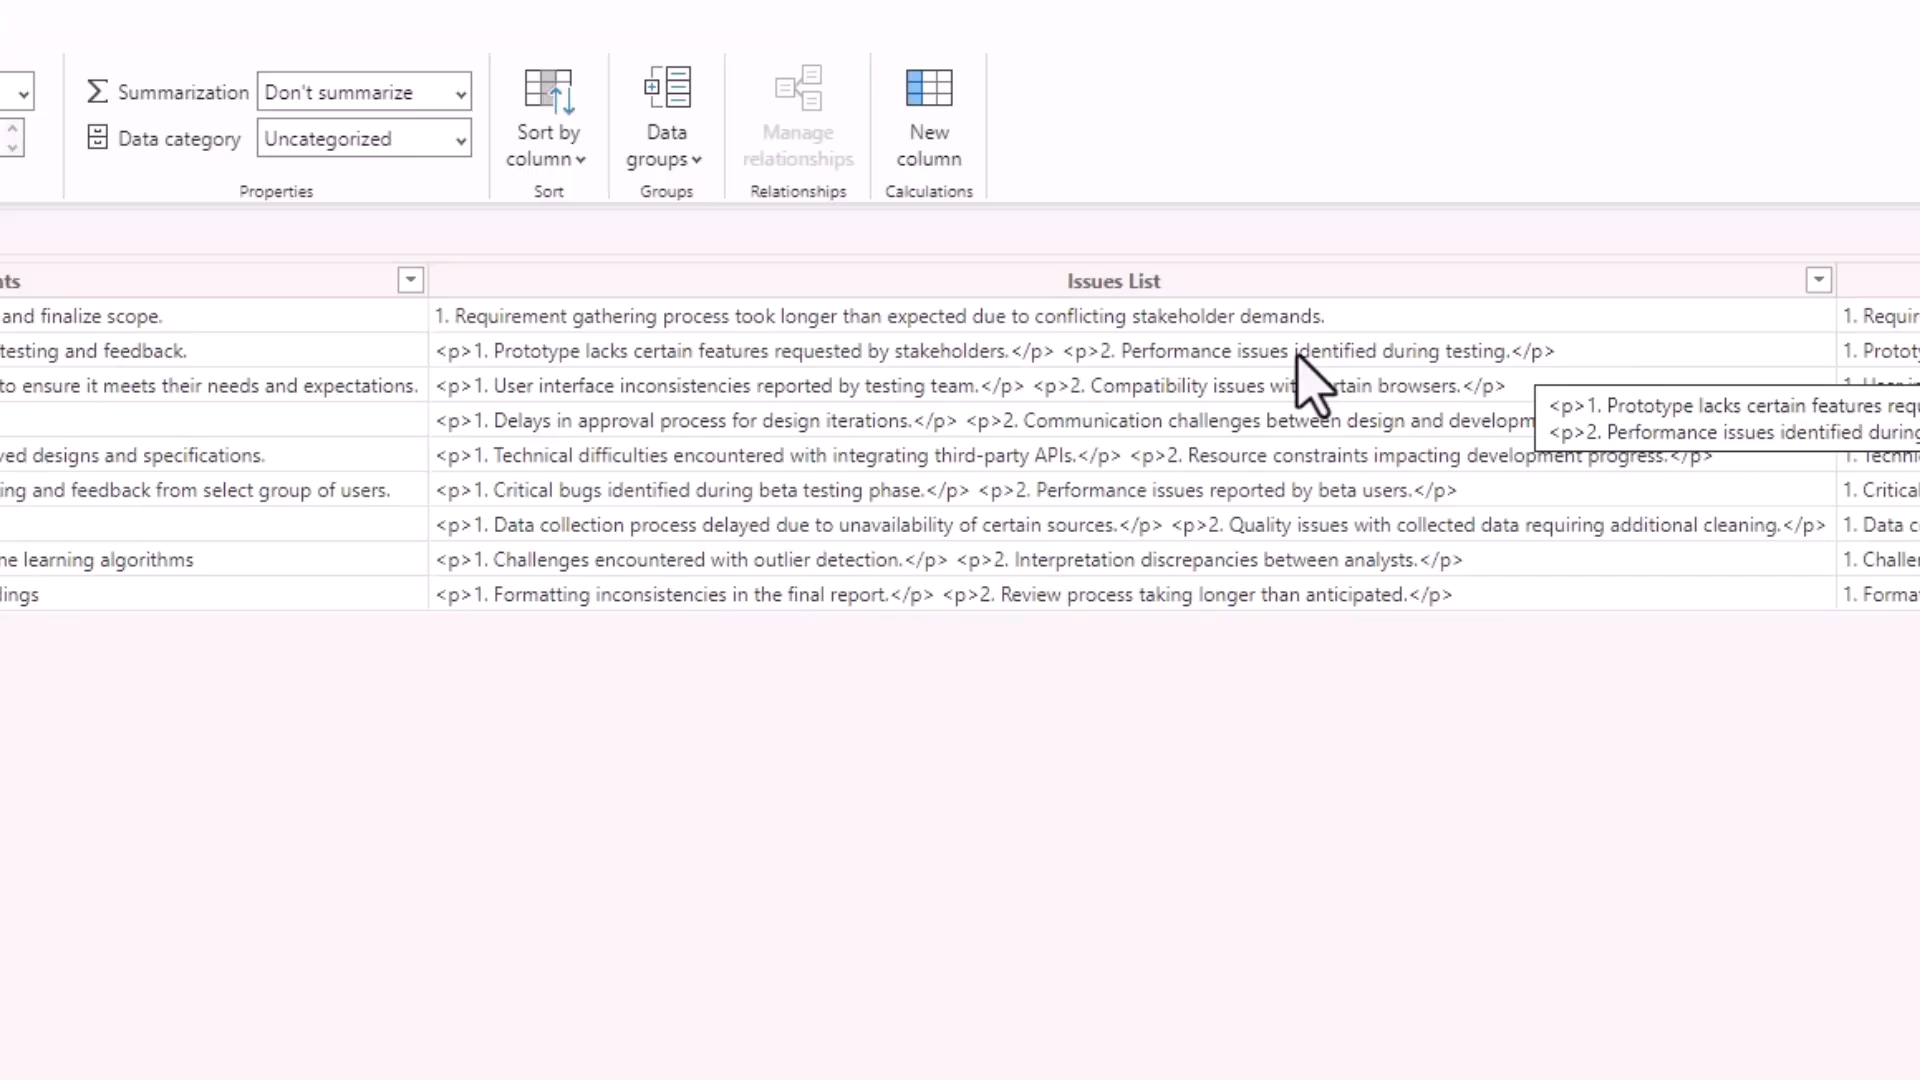 Summarization Don't summarize
Data category Uncategorized
Properties
Sort by
column
Sort
Data
groups
Groups
Manage
relationships
Relationships
New
column
Calculations
nts Issues List
and finalize scope. 1. Requirement gathering process took longer than expected due to conflicting stakeholder demands. 1. Requir
testing and feedback. <p>1. Prototype lacks certain features requested by stakeholders.</p> <p>2. Performance issues identified during testing.</p> 1. Prototy
to ensure it meets their needs and expectations. <p>1. User interface inconsistencies reported by testing team.</p> <p>2. Compatibility issues with certain browsers.</p>
<p>1. Delays in approval process for design iterations.</p> <p>2. Communication challenges between design and developm
<p>1. Prototype lacks certain features requ
<p>2. Performance issues identified during
ved designs and specifications. <p>1. Technical difficulties encountered with integrating third-party APIs.</p> <p>2. Resource constraints impacting development progress.</p> 1. Techni
ing and feedback from select group of users. <p>1. Critical bugs identified during beta testing phase.</p> <p>2. Performance issues reported by beta users.</p> 1. Critical
<p>1. Data collection process delayed due to unavailability of certain sources.</p> <p>2. Quality issues with collected data requiring additional cleaning.</p> 1. Data c
ne learning algorithms <p>1. Challenges encountered with outlier detection.</p> <p>2. Interpretation discrepancies between analysts.</p> 1. Challen
dings <p>1. Formatting inconsistencies in the final report.</p> <p>2. Review process taking longer than anticipated.</p> 1. Format